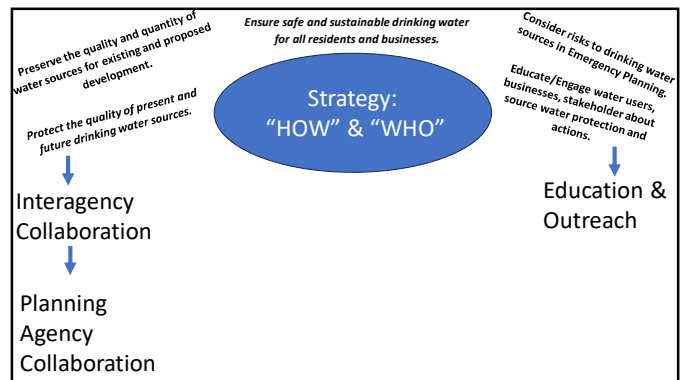 Preserve the quality and quantity of
water sources for existing and proposed
development.
Protect the quality of present and
future drinking water sources.
Ensure safe and sustainable drinking water
for all residents and businesses.
Consider risks to drinking water
sources in Emergency Planning.
Educate/Engage water users,
businesses, stakeholder about
source water protection and
actions.
Strategy:
“HOW” & “WHO”
Interagency
Collaboration
Planning
Agency
Collaboration
Education &
Outreach